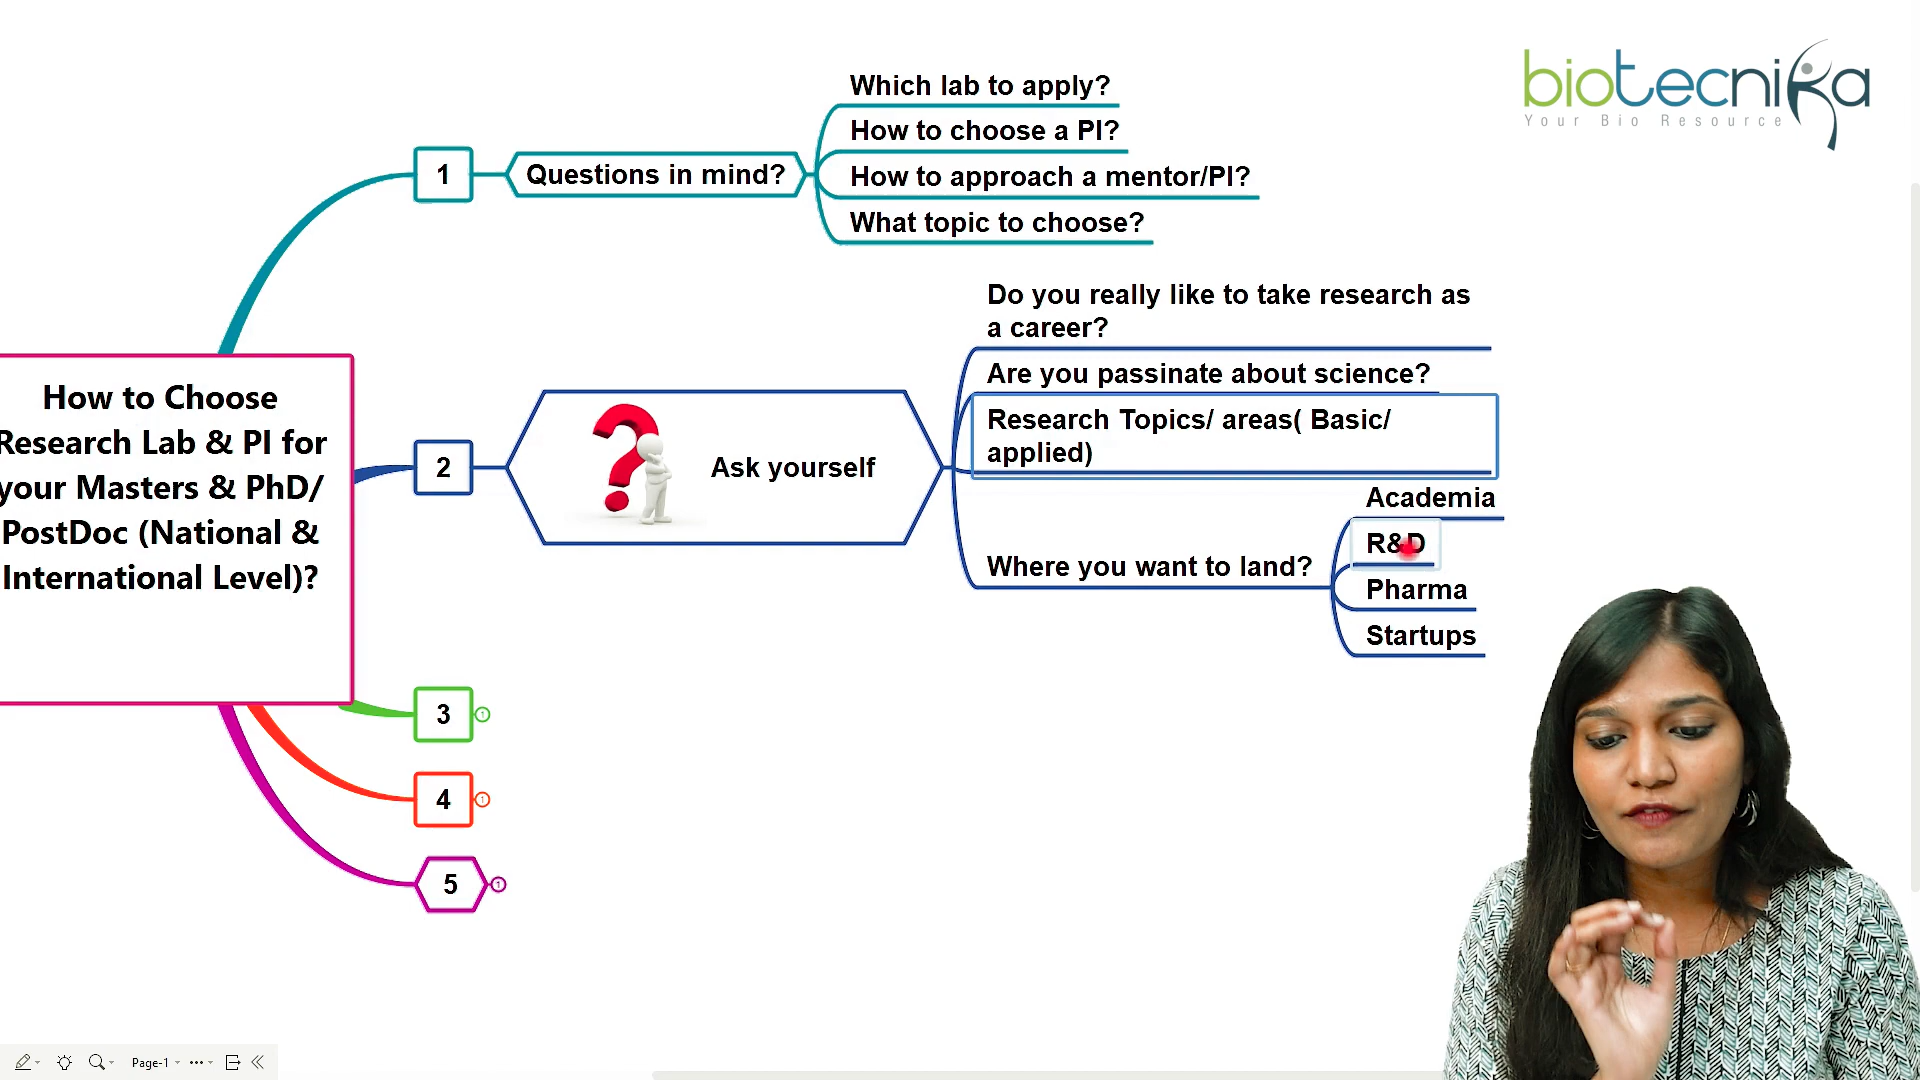 biotecnika
Your Bio Resource
Which lab to apply?
How to choose a PI?
1
Questions in mind?
How to approach a mentor/PI?
What topic to choose?
Do you really like to take research as
a career?
Are you passinate about science?
How to Choose
Research Lab & PI for
your Masters & PhD/
PostDoc (National &
International Level)?
2
Ask yourself
Research Topics/ areas( Basic/
applied)
Where you want to land?
Academia
R&D
Pharma
Startups
3
1
4
1
5
1
Page-1